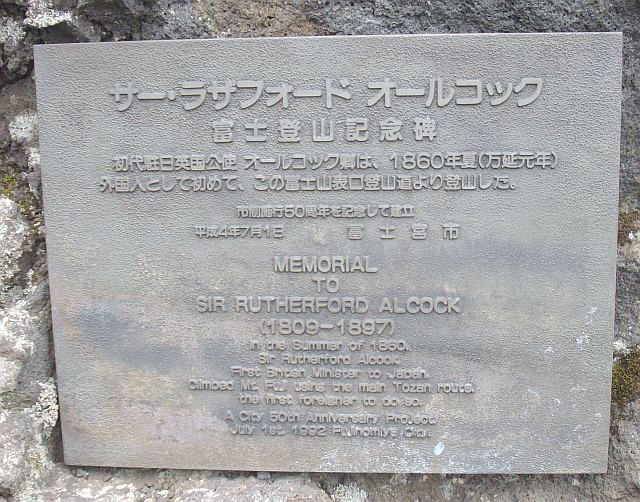 サー・ラザフォード オールコック
富士登山記念碑
初代駐日英国公使 オールコック卿は、1860年夏(万延元年)
外国人として初めて、この富士山表口登山道より登山した。
市制施行50周年を記念して建立
平成4年7月1日 富士宮市
MEMORIAL
TO
SIR RUTHERFORD ALCOCK
(1809-1897)
In the Summer of 1860.
Sir Rutherford Alcock.
First British Minister to Japan.
Climbed Mt. Fuji using the main Tozan route.
the first foreigner to do so.
A City 50th Anniversary Project.
July 1st. 1992 Fujinomiya City.